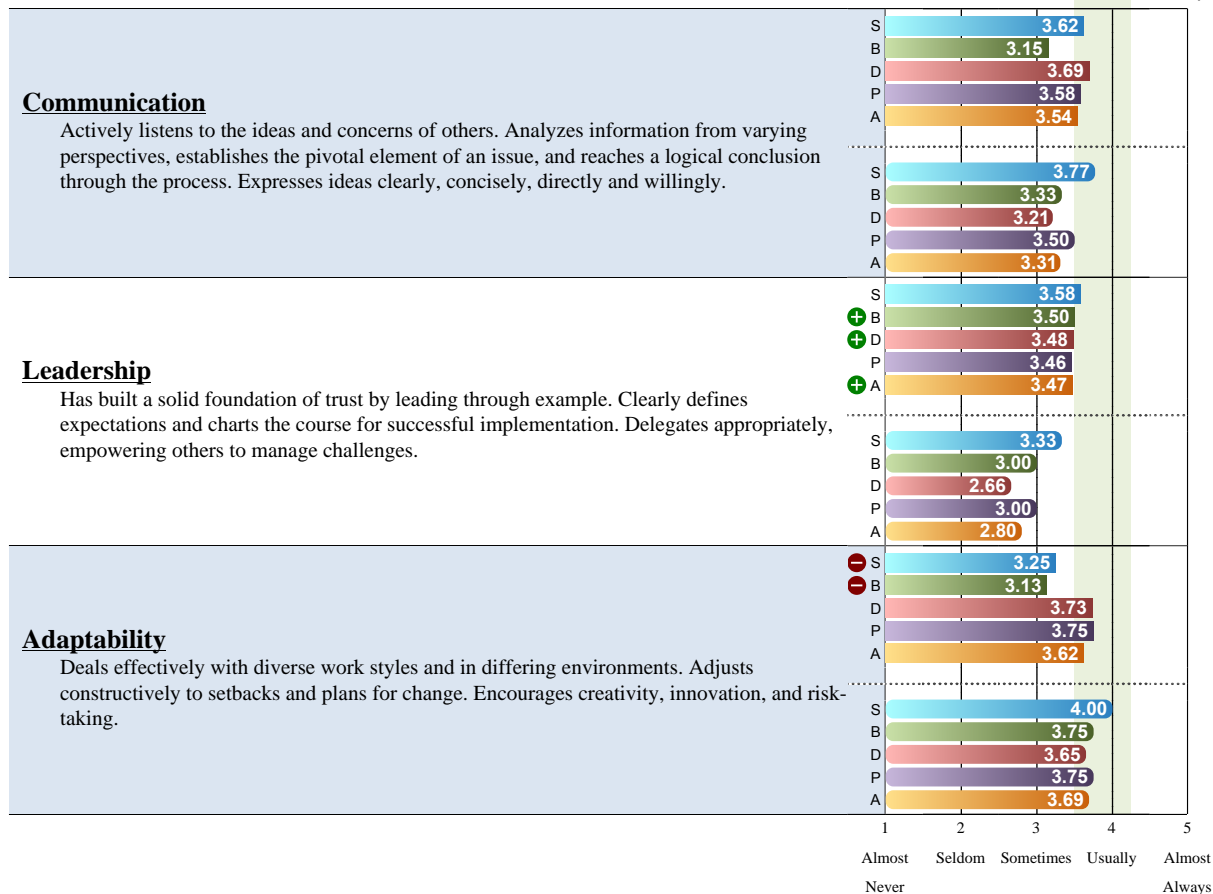 S 3.62
B 3.15
D 3.69
P 3.58
A 3.54
Communication
Actively listens to the ideas and concerns of others. Analyzes information from varying
perspectives, establishes the pivotal element of an issue, and reaches a logical conclusion
through the process. Expresses ideas clearly, concisely, directly and willingly.
S 3.77
B 3.33
D 3.21
P 3.50
A 3.31
S 3.58
B 3.50
D 3.48
P 3.46
A 3.47
Leadership
Has built a solid foundation of trust by leading through example. Clearly defines
expectations and charts the course for successful implementation. Delegates appropriately,
empowering others to manage challenges.
S 3.33
B 3.00
D 2.66
P 3.00
A 2.80
S 3.25
B 3.13
D 3.73
P 3.75
A 3.62
Adaptability
Deals effectively with diverse work styles and in differing environments. Adjusts
constructively to setbacks and plans for change. Encourages creativity, innovation, and risk-
taking.
S 4.00
B 3.75
D 3.65
P 3.75
A 3.69
1 2 3 4 5
Almost Seldom Sometimes Usually Almost
Never Always